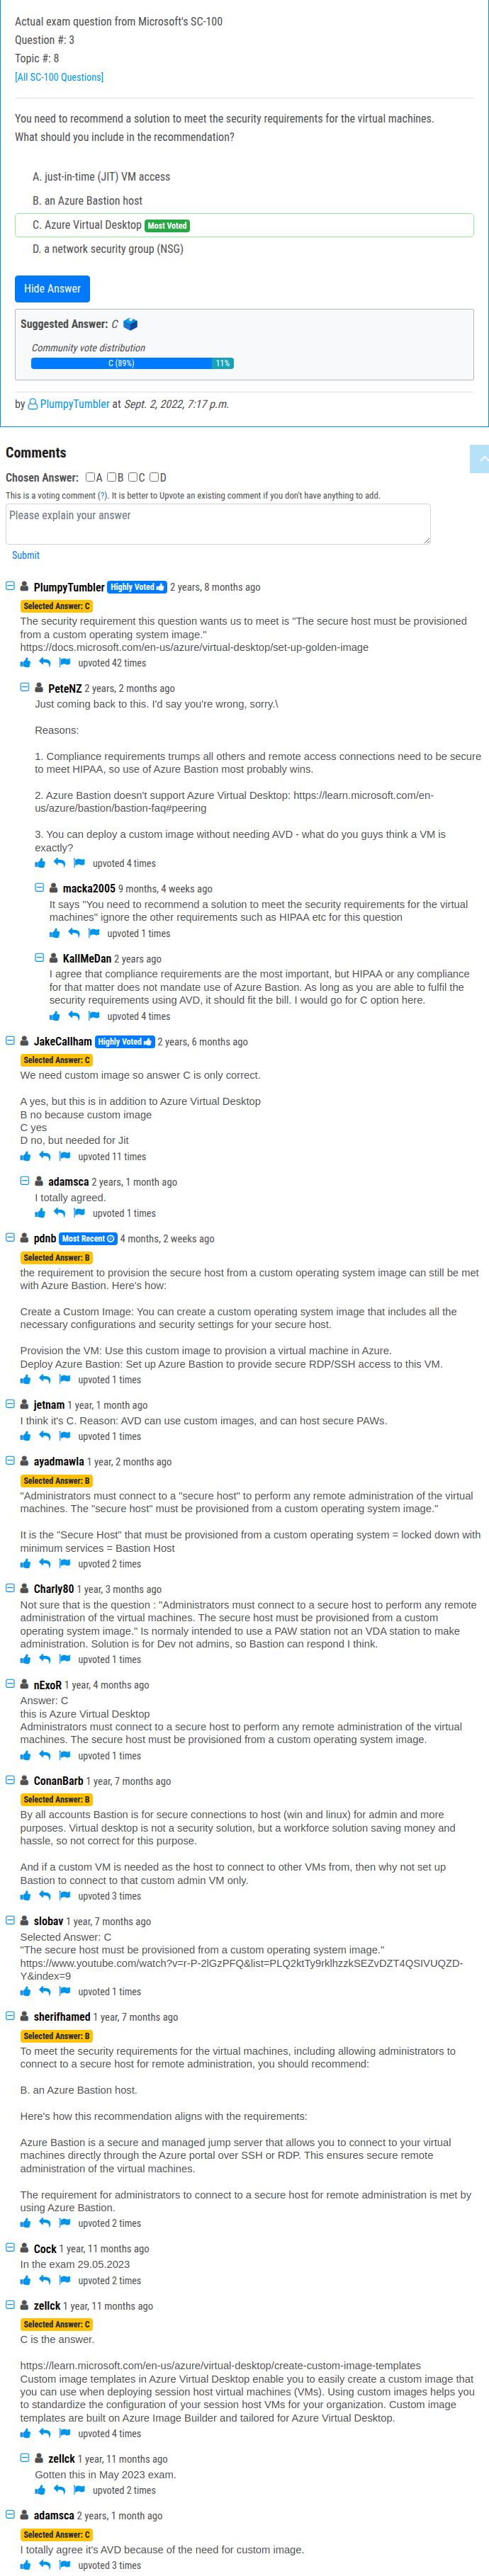 Actual exam question from Microsoft's SC-100
Question #: 3
Topic #: 8
[All SC-100 Questions]
You need to recommend a solution to meet the security requirements for the virtual machines.
What should you include in the recommendation?
A. just-in-time (JIT) VM access
B. an Azure Bastion host
C. Azure Virtual Desktop Most Voted
D. a network security group (NSG)
Hide Answer
Suggested Answer: C
Community vote distribution
C (89%) 11%
by PlumpyTumbler at Sept. 2, 2022, 7:17 p.m.
Comments
Chosen Answer: A B C D
This is a voting comment (?). It is better to Upvote an existing comment if you don't have anything to add.
Please explain your answer
Submit
PlumpyTumbler Highly Voted 2 years, 8 months ago
Selected Answer: C
The security requirement this question wants us to meet is "The secure host must be provisioned
from a custom operating system image."
https://docs.microsoft.com/en-us/azure/virtual-desktop/set-up-golden-image
upvoted 42 times
PeteNZ 2 years, 2 months ago
Just coming back to this. I'd say you're wrong, sorry.\
Reasons:
1. Compliance requirements trumps all others and remote access connections need to be secure
to meet HIPAA, so use of Azure Bastion most probably wins.
2. Azure Bastion doesn't support Azure Virtual Desktop: https://learn.microsoft.com/en-
us/azure/bastion/bastion-faq#peering
3. You can deploy a custom image without needing AVD - what do you guys think a VM is
exactly?
upvoted 4 times
macka2005 9 months, 4 weeks ago
It says "You need to recommend a solution to meet the security requirements for the virtual
machines" ignore the other requirements such as HIPAA etc for this question
upvoted 1 times
KallMeDan 2 years ago
I agree that compliance requirements are the most important, but HIPAA or any compliance
for that matter does not mandate use of Azure Bastion. As long as you are able to fulfil the
security requirements using AVD, it should fit the bill. I would go for C option here.
upvoted 4 times
JakeCallham Highly Voted 2 years, 6 months ago
Selected Answer: C
We need custom image so answer C is only correct.
A yes, but this is in addition to Azure Virtual Desktop
B no because custom image
C yes
D no, but needed for Jit
upvoted 11 times
adamsca 2 years, 1 month ago
I totally agreed.
upvoted 1 times
pdnb Most Recent 4 months, 2 weeks ago
Selected Answer: B
the requirement to provision the secure host from a custom operating system image can still be met
with Azure Bastion. Here's how:
Create a Custom Image: You can create a custom operating system image that includes all the
necessary configurations and security settings for your secure host.
Provision the VM: Use this custom image to provision a virtual machine in Azure.
Deploy Azure Bastion: Set up Azure Bastion to provide secure RDP/SSH access to this VM.
upvoted 1 times
jetnam 1 year, 1 month ago
I think it's C. Reason: AVD can use custom images, and can host secure PAWs.
upvoted 1 times
ayadmawla 1 year, 2 months ago
Selected Answer: B
"Administrators must connect to a "secure host" to perform any remote administration of the virtual
machines. The "secure host" must be provisioned from a custom operating system image."
It is the "Secure Host" that must be provisioned from a custom operating system = locked down with
minimum services = Bastion Host
upvoted 2 times
Charly80 1 year, 3 months ago
Not sure that is the question : "Administrators must connect to a secure host to perform any remote
administration of the virtual machines. The secure host must be provisioned from a custom
operating system image." Is normaly intended to use a PAW station not an VDA station to make
administration. Solution is for Dev not admins, so Bastion can respond I think.
upvoted 1 times
nExoR 1 year, 4 months ago
Answer: C
this is Azure Virtual Desktop
Administrators must connect to a secure host to perform any remote administration of the virtual
machines. The secure host must be provisioned from a custom operating system image.
upvoted 1 times
ConanBarb 1 year, 7 months ago
Selected Answer: B
By all accounts Bastion is for secure connections to host (win and linux) for admin and more
purposes. Virtual desktop is not a security solution, but a workforce solution saving money and
hassle, so not correct for this purpose.
And if a custom VM is needed as the host to connect to other VMs from, then why not set up
Bastion to connect to that custom admin VM only.
upvoted 3 times
slobav 1 year, 7 months ago
Selected Answer: C
"The secure host must be provisioned from a custom operating system image."
https://www.youtube.com/watch?v=r-P-2lGzPFQ&list=PLQ2ktTy9rklhzzkSEZvDZT4QSIVUQZD-
Y&index=9
upvoted 1 times
sherifhamed 1 year, 7 months ago
Selected Answer: B
To meet the security requirements for the virtual machines, including allowing administrators to
connect to a secure host for remote administration, you should recommend:
B. an Azure Bastion host.
Here's how this recommendation aligns with the requirements:
Azure Bastion is a secure and managed jump server that allows you to connect to your virtual
machines directly through the Azure portal over SSH or RDP. This ensures secure remote
administration of the virtual machines.
The requirement for administrators to connect to a secure host for remote administration is met by
using Azure Bastion.
upvoted 2 times
Cock 1 year, 11 months ago
In the exam 29.05.2023
upvoted 2 times
zellck 1 year, 11 months ago
Selected Answer: C
C is the answer.
https://learn.microsoft.com/en-us/azure/virtual-desktop/create-custom-image-templates
Custom image templates in Azure Virtual Desktop enable you to easily create a custom image that
you can use when deploying session host virtual machines (VMs). Using custom images helps you
to standardize the configuration of your session host VMs for your organization. Custom image
templates are built on Azure Image Builder and tailored for Azure Virtual Desktop.
upvoted 4 times
zellck 1 year, 11 months ago
Gotten this in May 2023 exam.
upvoted 2 times
adamsca 2 years, 1 month ago
Selected Answer: C
I totally agree it's AVD because of the need for custom image.
upvoted 3 times